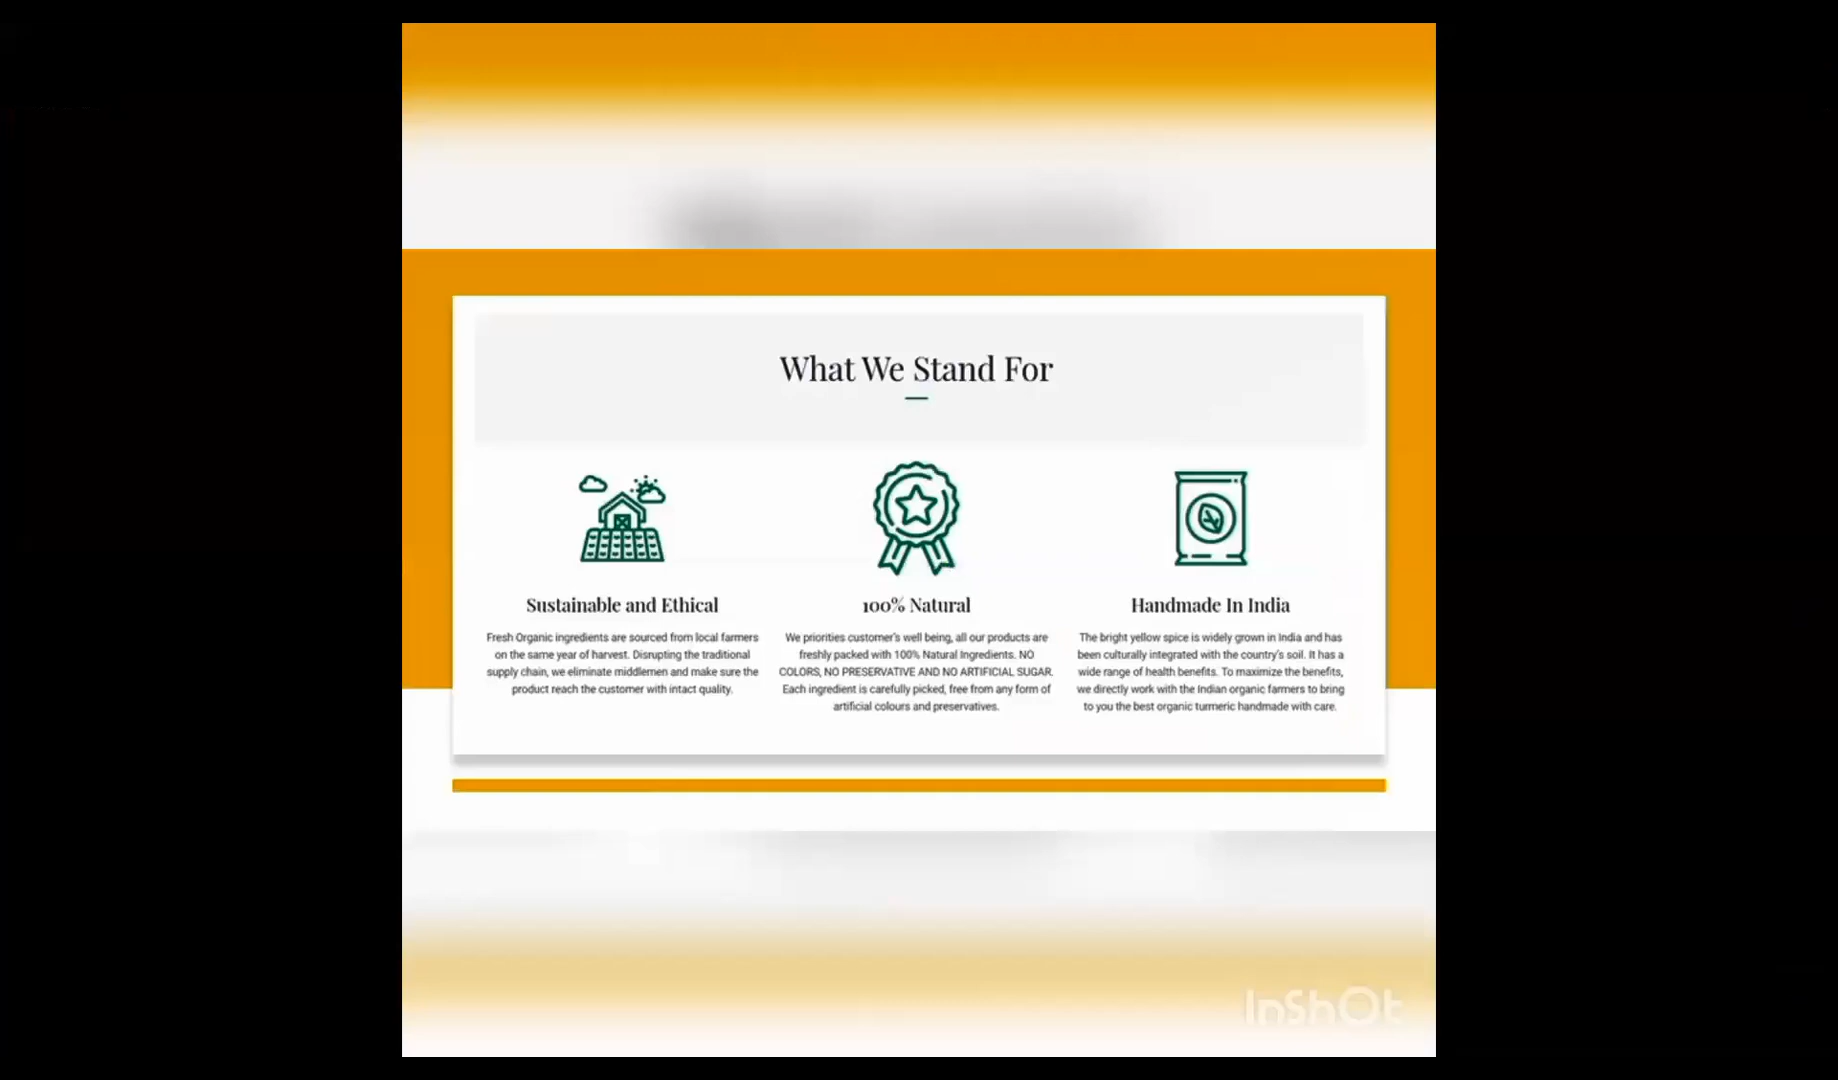 What We Stand For
Sustainable and Ethical
Fresh Organic ingredients are sourced from local farmers
on the same year of harvest. Disrupting the traditional
supply chain, we eliminate middlemen and make sure the
product reach the customer with intact quality.
100% Natural
We priorities customer's well being, all our products are
freshly packed with 100% Natural Ingredients. NO
COLORS, NO PRESERVATIVE AND NO ARTIFICIAL SUGAR.
Each ingredient is carefully picked, free from any form of
artificial colours and preservatives.
Handmade In India
The bright yellow spice is widely grown in India and has
been culturally integrated with the country's soil. It has a
wide range of health benefits. To maximize the benefits,
we directly work with the Indian organic farmers to bring
to you the best organic turmeric handmade with care.
InShOt